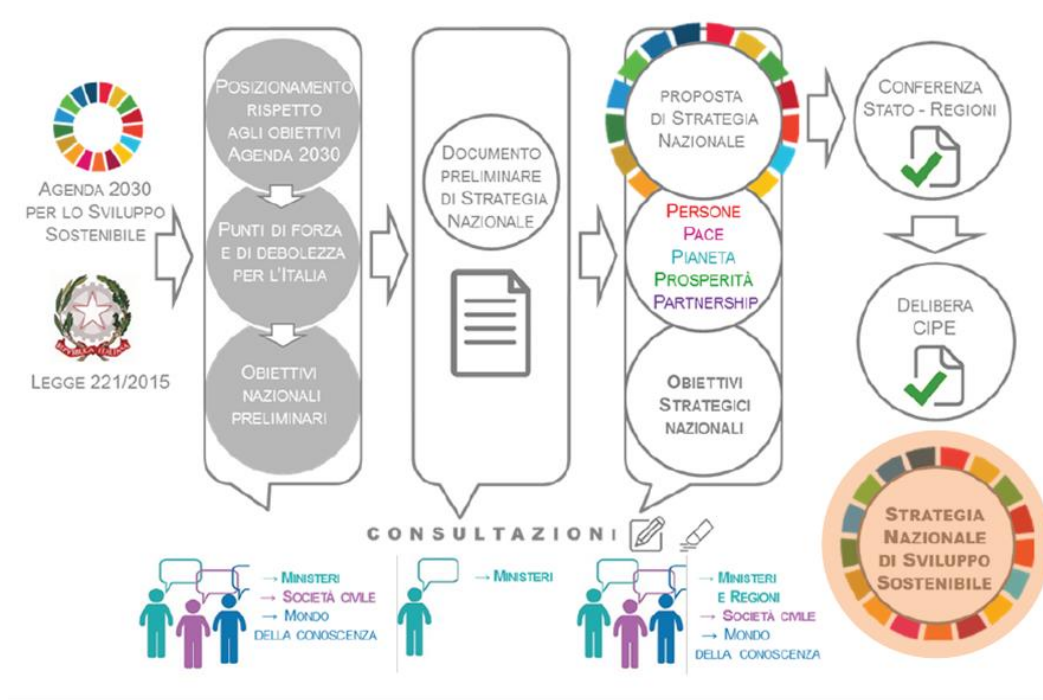 AGENDA 2030
PER LO SVILUPPO
SOSTENIBILE
LEGGE 221/2015
POSIZIONAMENTO
RISPETTO
AGLI OBIETTIVI
AGENDA 2030
PUNTI DI FORZA
E DI DEBOLEZZA
PER L'ITALIA
OBIETTIVI
NAZIONALI
PRELIMINARI
DOCUMENTO
PRELIMINARE
DI STRATEGIA
NAZIONALE
PROPOSTA
DI STRATEGIA
NAZIONALE
PERSONE
PACE
PIANETA
PROSPERITÀ
PARTNERSHIP
OBIETTIVI
STRATEGICI
NAZIONALI
CONFERENZA
STATO - REGIONI
DELIBERA
CIPE
STRATEGIA
NAZIONALE
DI SVILUPPO
SOSTENIBILE
CONSULTAZIONI
→ MINISTERI
→ SOCIETÀ CIVILE
→ MONDO
DELLA CONOSCENZA
→ MINISTERI
→ MINISTERI
E REGIONI
→ SOCIETÀ CIVILE
→ MONDO
DELLA CONOSCENZA